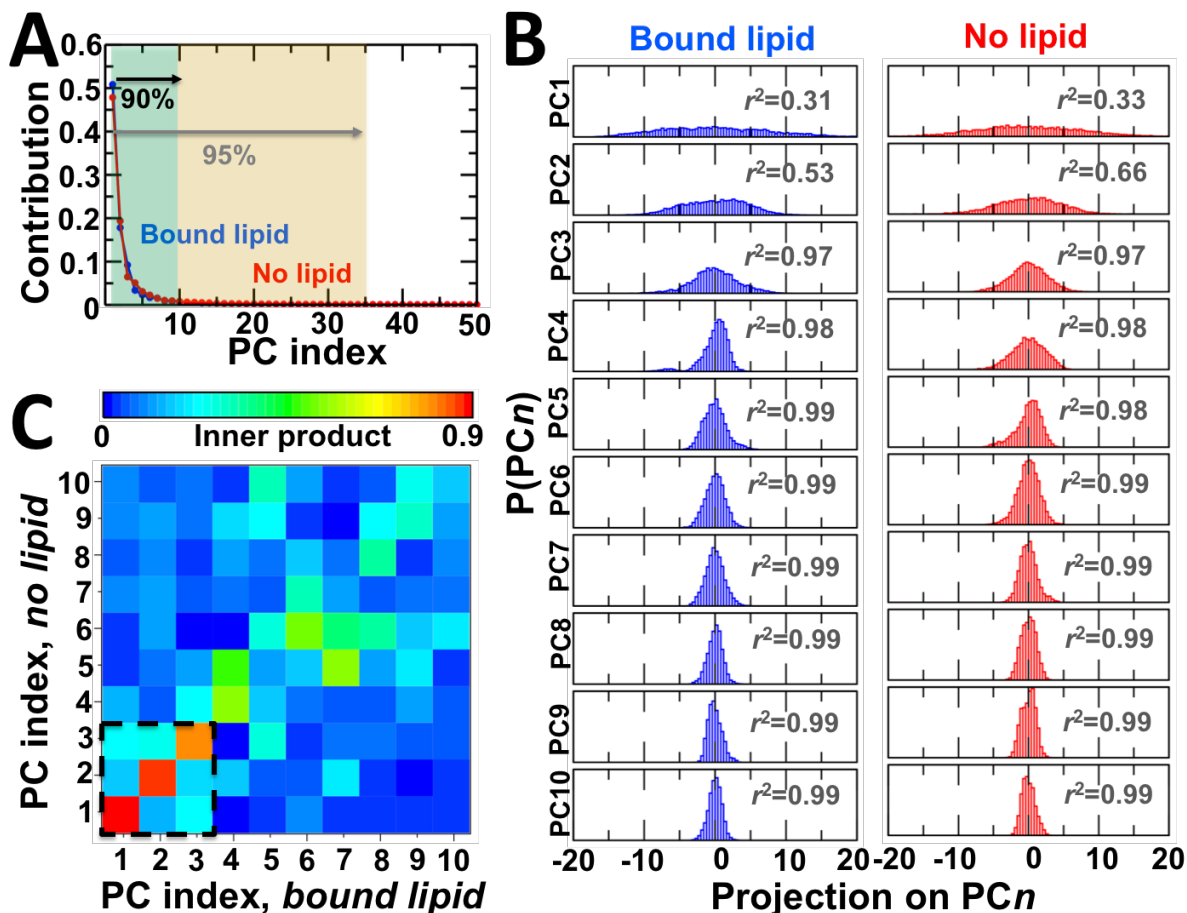 A
Contribution
0.6
0.5
0.4
0.3
0.2
0.1
0
90%
95%
Bound lipid
No lipid
10 20 30 40 50
PC index
B
Bound lipid No lipid
P(PCn)
PC1 r²=0.31 r²=0.33
PC2 r²=0.53 r²=0.66
PC3 r²=0.97 r²=0.97
PC4 r²=0.98 r²=0.98
PC5 r²=0.99 r²=0.98
PC6 r²=0.99 r²=0.99
PC7 r²=0.99 r²=0.99
PC8 r²=0.99 r²=0.99
PC9 r²=0.99 r²=0.99
PC10 r²=0.99 r²=0.99
-20 -10 0 10 20 -10 0 10 20
Projection on PCn
C
0 Inner product 0.9
PC index, no lipid
10
9
8
7
6
5
4
3
2
1
1 2 3 4 5 6 7 8 9 10
PC index, bound lipid